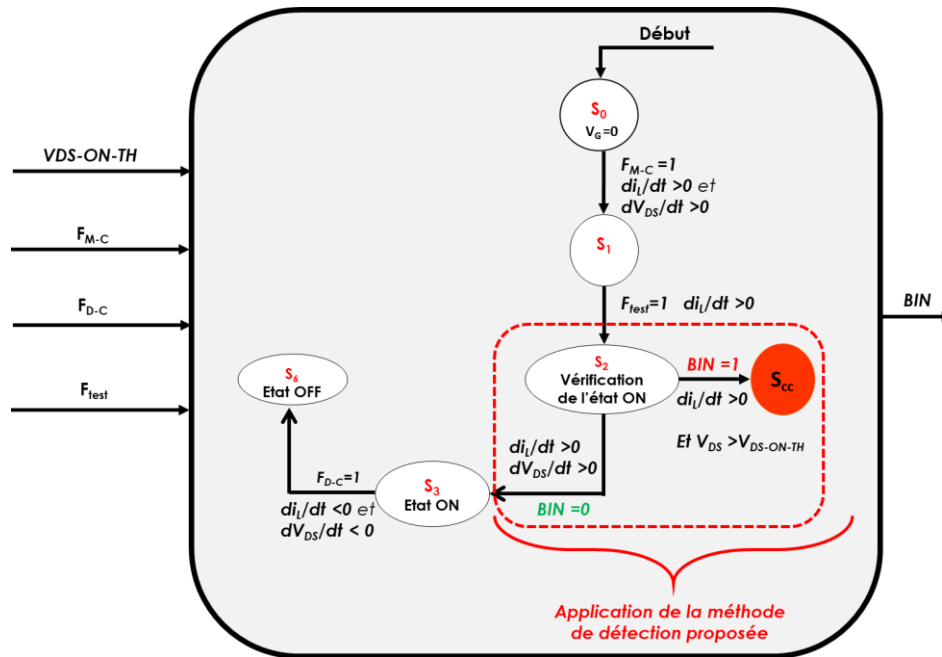 Début
S0
VG=0
VDS-ON-TH
FM-C=1
diL/dt >0 et
dVDS/dt >0
FM-C
S1
FD-C
BIN
Ftest=1 diL/dt >0
Ftest
S6
Etat OFF
S2
Vérification
de l'état ON
BIN =1
diL/dt >0
Scc
Et VDS >VDS-ON-TH
diL/dt >0
dVDS/dt >0
BIN =0
S3
Etat ON
FD-C=1
diL/dt <0 et
dVDS/dt < 0
Application de la méthode
de détection proposée